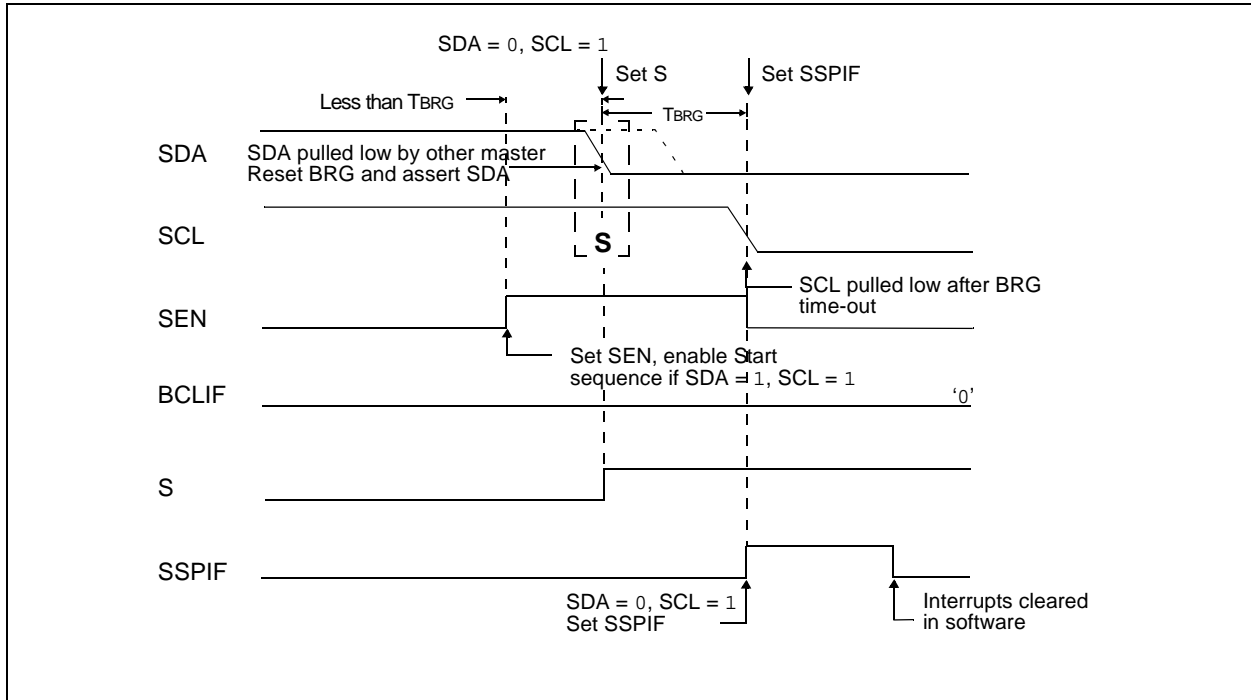 SDA = 0, SCL = 1
Set S
Set SSPIF
Less than TBRG
TBRG
SDA
SDA pulled low by other master
Reset BRG and assert SDA
SCL
S
SCL pulled low after BRG
time-out
SEN
Set SEN, enable Start
sequence if SDA = 1, SCL = 1
BCLIF
‘0’
S
SSPIF
SDA = 0, SCL = 1
Set SSPIF
Interrupts cleared
in software